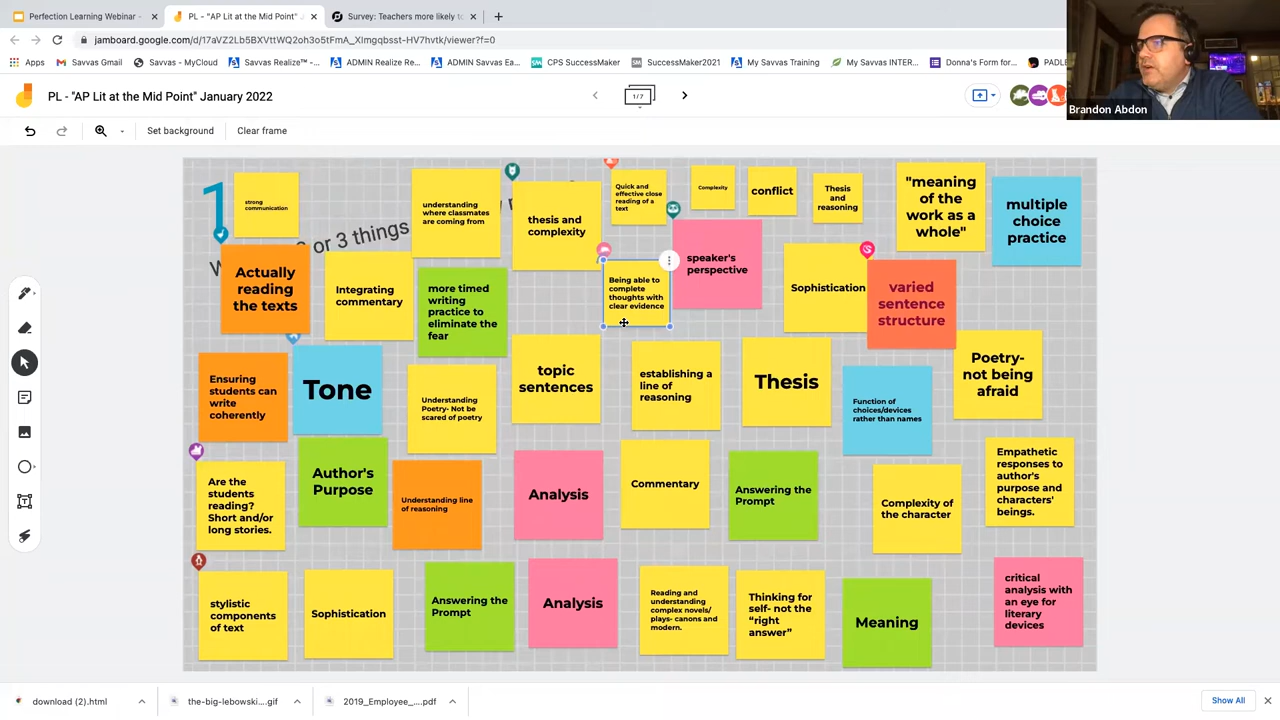 Perfection Learning Webinar -
PL - "AP Lit at the Mid Point"
Survey: Teachers more likely to
jamboard.google.com/d/17aVZ2Lb5BXVttWQ2oh3o5tFmA_XImgqbsst-HV7hvtk/viewer?f=0
Apps
Savvas Gmail
Savvas - MyCloud
Savvas Realize™ -...
ADMIN Realize Re...
ADMIN Savvas Ea...
CPS SuccessMaker
SuccessMaker2021
My Savvas Training
My Savvas INTER...
Donna's Form for...
PADLE
Brandon Abdon
PL - "AP Lit at the Mid Point" January 2022
1/7
Set background
Clear frame
1
or 3 things
strong
communication
understanding
where classmates
are coming from
thesis and
complexity
Quick and
effective close
reading of a
text
Complexity
conflict
Thesis
and
reasoning
"meaning
of the
work as a
whole"
multiple
choice
practice
Actually
reading
the texts
Integrating
commentary
more timed
writing
practice to
eliminate the
fear
Being able to
complete
thoughts with
clear evidence
speaker's
perspective
Sophistication
varied
sentence
structure
Ensuring
students can
write
coherently
Tone
Understanding
Poetry- Not be
scared of poetry
topic
sentences
establishing a
line of
reasoning
Thesis
Function of
choices/devices
rather than names
Poetry-
not being
afraid
Are the
students
reading?
Short and/or
long stories.
Author's
Purpose
Understanding line
of reasoning
Analysis
Commentary
Answering the
Prompt
Complexity of
the character
Empathetic
responses to
author's
purpose and
characters'
beings.
stylistic
components
of text
Sophistication
Answering the
Prompt
Analysis
Reading and
understanding
complex novels/
plays- canons and
modern.
Thinking for
self- not the
“right
answer”
Meaning
critical
analysis with
an eye for
literary
devices
download (2).html
the-big-lebowski....gif
2019_Employee_....pdf
Show All